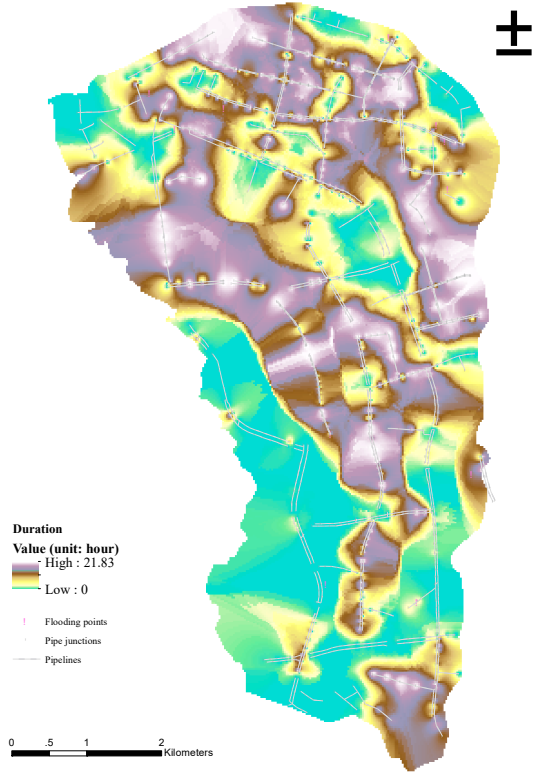 Duration
Value (unit: hour)
High : 21.83
Low : 0
Flooding points
Pipe junctions
Pipelines
0 .5 1 2
Kilometers